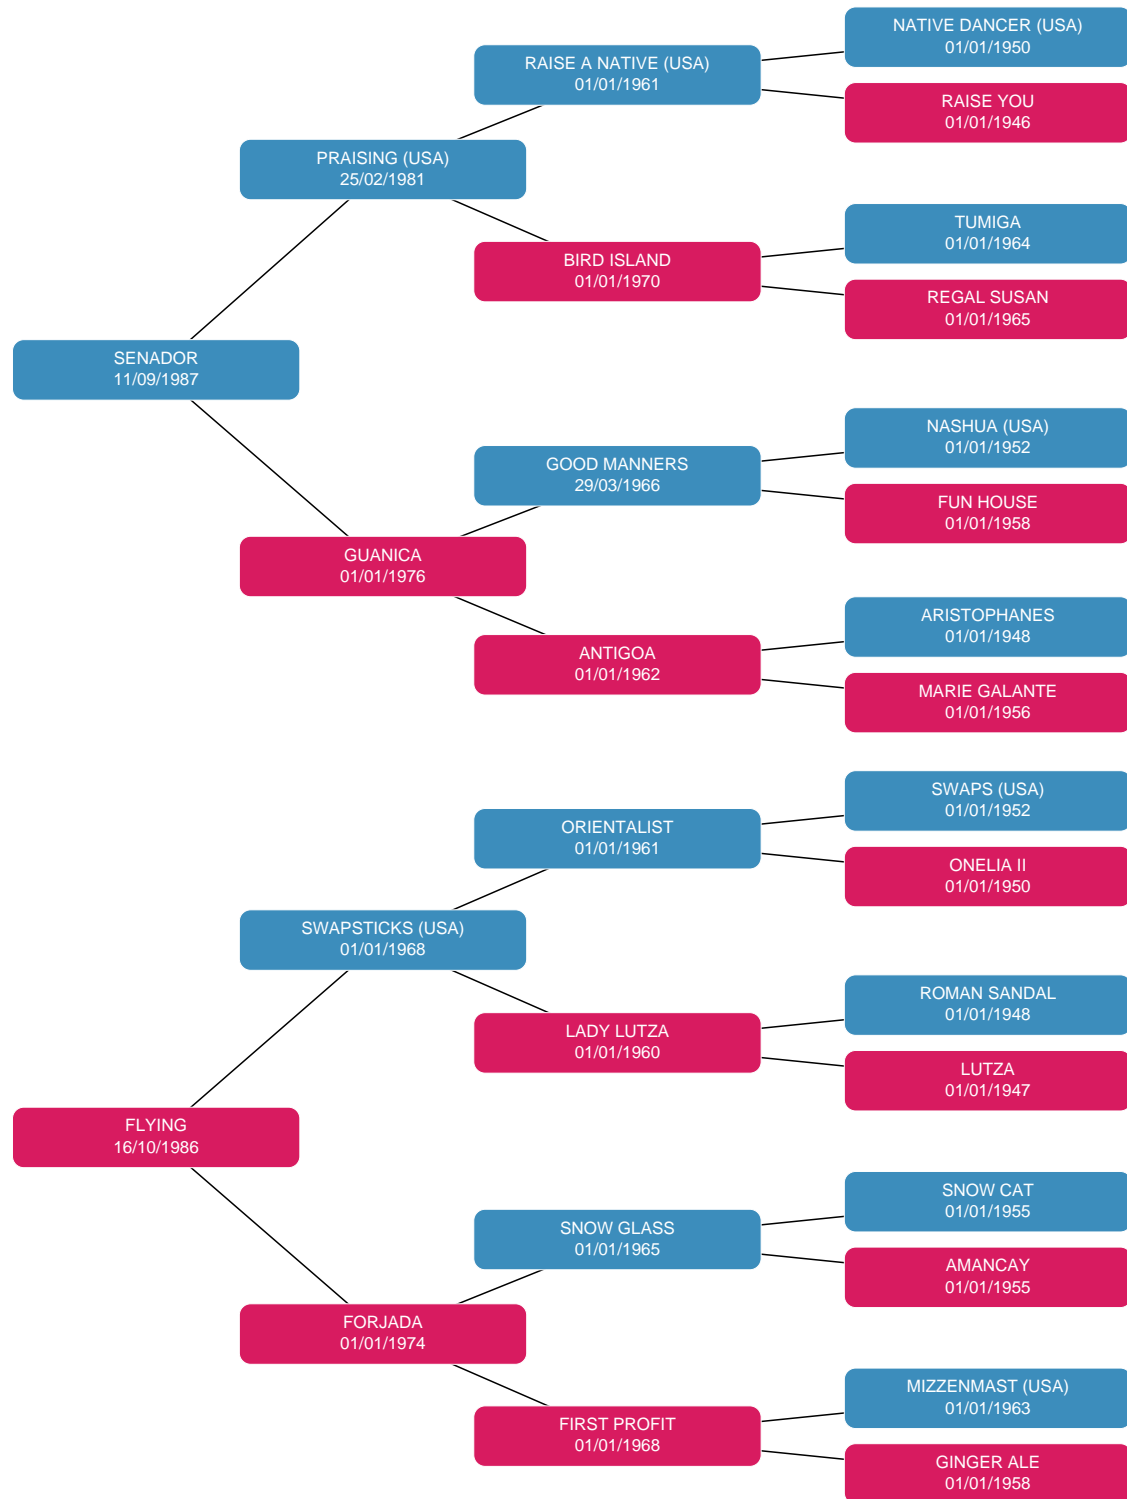 NATIVE DANCER (USA)
01/01/1950
RAISE A NATIVE (USA)
01/01/1961
RAISE YOU
01/01/1946
PRAISING (USA)
25/02/1981
TUMIGA
01/01/1964
BIRD ISLAND
01/01/1970
REGAL SUSAN
01/01/1965
SENADOR
11/09/1987
NASHUA (USA)
01/01/1952
GOOD MANNERS
29/03/1966
FUN HOUSE
01/01/1958
GUANICA
01/01/1976
ARISTOPHANES
01/01/1948
ANTIGOA
01/01/1962
MARIE GALANTE
01/01/1956
SWAPS (USA)
01/01/1952
ORIENTALIST
01/01/1961
ONELIA II
01/01/1950
SWAPSTICKS (USA)
01/01/1968
ROMAN SANDAL
01/01/1948
LADY LUTZA
01/01/1960
LUTZA
01/01/1947
FLYING
16/10/1986
SNOW CAT
01/01/1955
SNOW GLASS
01/01/1965
AMANCAY
01/01/1955
FORJADA
01/01/1974
MIZZENMAST (USA)
01/01/1963
FIRST PROFIT
01/01/1968
GINGER ALE
01/01/1958